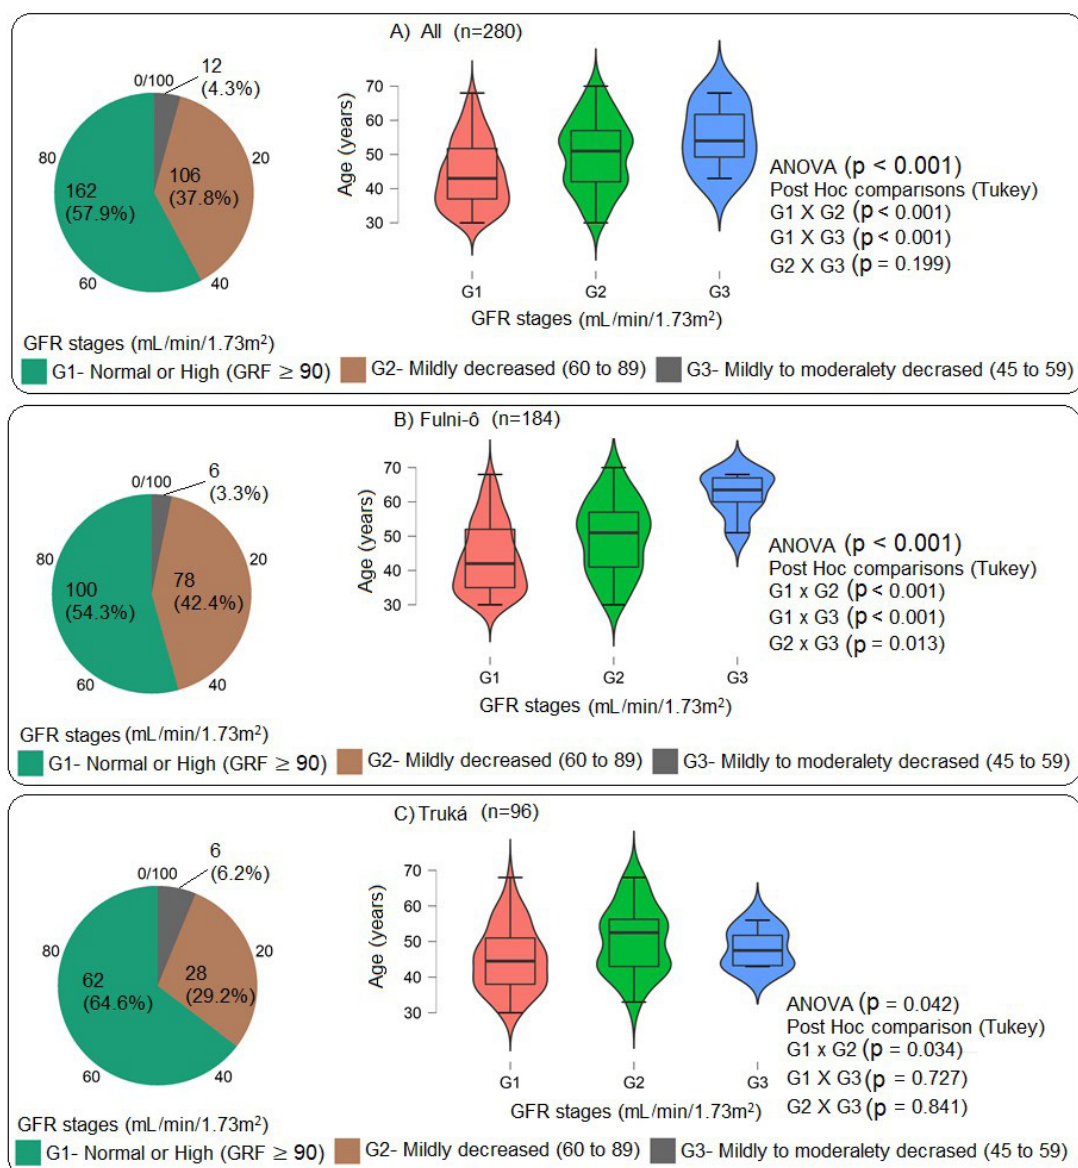 A) All (n=280)
12
(4.3%)
0/100
80
20
106
(37.8%)
162
(57.9%)
60
40
Age (years)
70
60
50
40
30
G1
G2
G3
GFR stages (mL/min/1.73m²)
ANOVA (p < 0.001)
Post Hoc comparisons (Tukey)
G1 X G2 (p < 0.001)
G1 X G3 (p < 0.001)
G2 X G3 (p = 0.199)
GFR stages (mL/min/1.73m²)
G1- Normal or High (GRF ≥ 90)
G2- Mildly decreased (60 to 89)
G3- Mildly to moderalety decrased (45 to 59)
B) Fulni-ô (n=184)
6
(3.3%)
0/100
80
20
78
(42.4%)
100
(54.3%)
60
40
Age (years)
70
60
50
40
30
G1
G2
G3
GFR stages (mL/min/1.73m²)
ANOVA (p < 0.001)
Post Hoc comparisons (Tukey)
G1 x G2 (p < 0.001)
G1 x G3 (p < 0.001)
G2 x G3 (p = 0.013)
GFR stages (mL/min/1.73m²)
G1- Normal or High (GRF ≥ 90)
G2- Mildly decreased (60 to 89)
G3- Mildly to moderalety decrased (45 to 59)
C) Truká (n=96)
6
(6.2%)
0/100
80
20
62
(64.6%)
28
(29.2%)
60
40
Age (years)
70
60
50
40
30
G1
G2
G3
GFR stages (mL/min/1.73m²)
ANOVA (p = 0.042)
Post Hoc comparison (Tukey)
G1 x G2 (p = 0.034)
G1 X G3 (p = 0.727)
G2 X G3 (p = 0.841)
GFR stages (mL/min/1.73m²)
G1- Normal or High (GRF ≥ 90)
G2- Mildly decreased (60 to 89)
G3- Mildly to moderalety decrased (45 to 59)